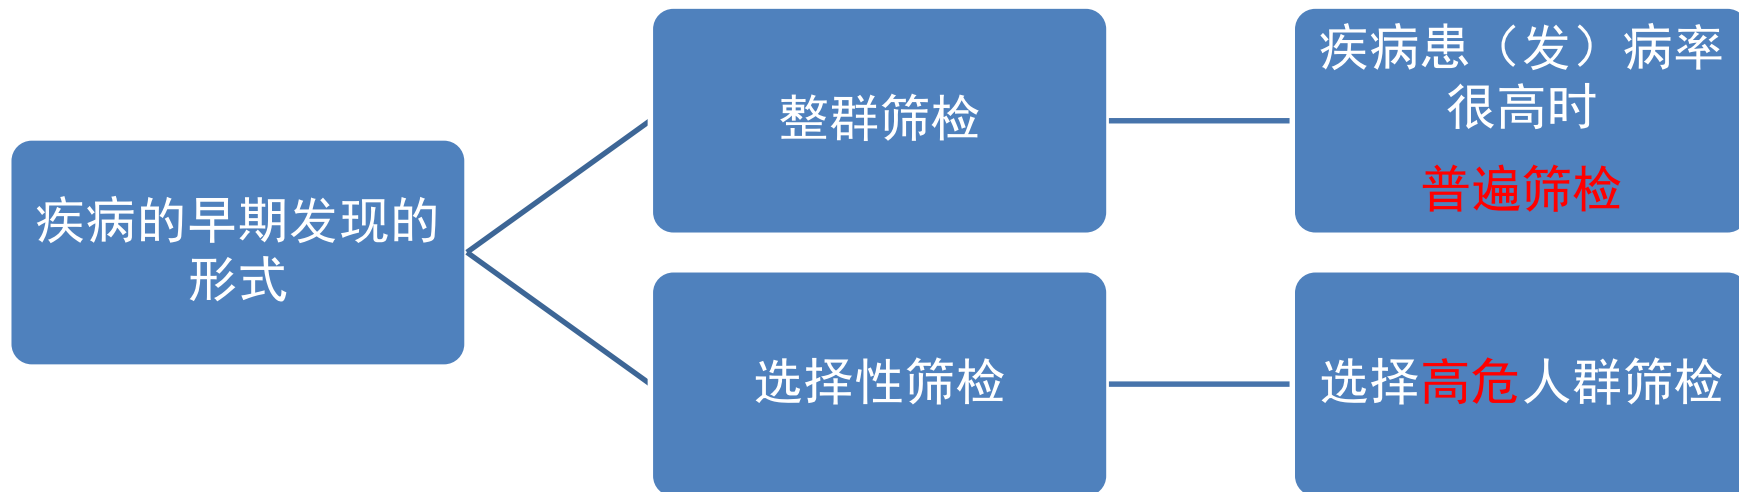 疾病的早期发现的
形式
整群筛检
疾病患（发）病率
很高时
普遍筛检
选择性筛检
选择高危人群筛检